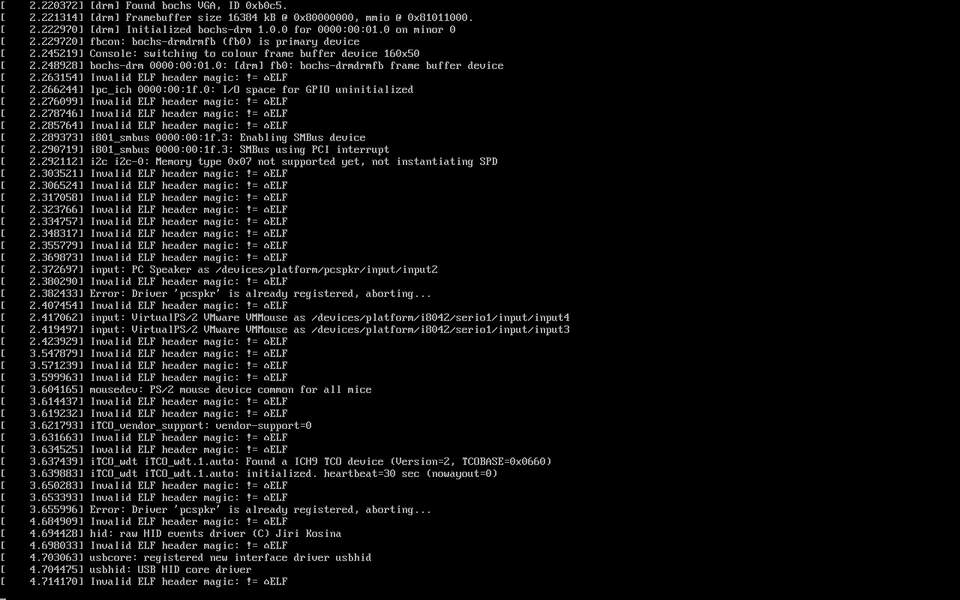 [    2.220372] [drm] Found bochs VGA, ID 0xb0c5.
[    2.221314] [drm] Framebuffer size 16384 kB @ 0x80000000, mmio @ 0x81011000.
[    2.222970] [drm] Initialized bochs-drm 1.0.0 for 0000:00:01.0 on minor 0
[    2.229720] fbcon: bochs-drmdrmfb (fb0) is primary device
[    2.245219] Console: switching to colour frame buffer device 160x50
[    2.248928] bochs-drm 0000:00:01.0: [drm] fb0: bochs-drmdrmfb frame buffer device
[    2.263154] Invalid ELF header magic: != ⌂ELF
[    2.266244] lpc_ich 0000:00:1f.0: I/O space for GPIO uninitialized
[    2.276099] Invalid ELF header magic: != ⌂ELF
[    2.278746] Invalid ELF header magic: != ⌂ELF
[    2.285764] Invalid ELF header magic: != ⌂ELF
[    2.289373] i801_smbus 0000:00:1f.3: Enabling SMBus device
[    2.290719] i801_smbus 0000:00:1f.3: SMBus using PCI interrupt
[    2.292112] i2c i2c-0: Memory type 0x07 not supported yet, not instantiating SPD
[    2.303521] Invalid ELF header magic: != ⌂ELF
[    2.306524] Invalid ELF header magic: != ⌂ELF
[    2.317058] Invalid ELF header magic: != ⌂ELF
[    2.323766] Invalid ELF header magic: != ⌂ELF
[    2.334757] Invalid ELF header magic: != ⌂ELF
[    2.348317] Invalid ELF header magic: != ⌂ELF
[    2.355779] Invalid ELF header magic: != ⌂ELF
[    2.369873] Invalid ELF header magic: != ⌂ELF
[    2.372697] input: PC Speaker as /devices/platform/pcspkr/input/input2
[    2.380290] Invalid ELF header magic: != ⌂ELF
[    2.382433] Error: Driver 'pcspkr' is already registered, aborting...
[    2.407454] Invalid ELF header magic: != ⌂ELF
[    2.417062] input: VirtualPS/2 VMware VMMouse as /devices/platform/i8042/serio1/input/input4
[    2.419497] input: VirtualPS/2 VMware VMMouse as /devices/platform/i8042/serio1/input/input3
[    2.423929] Invalid ELF header magic: != ⌂ELF
[    3.547879] Invalid ELF header magic: != ⌂ELF
[    3.571239] Invalid ELF header magic: != ⌂ELF
[    3.599963] Invalid ELF header magic: != ⌂ELF
[    3.604165] mousedev: PS/2 mouse device common for all mice
[    3.614437] Invalid ELF header magic: != ⌂ELF
[    3.619232] Invalid ELF header magic: != ⌂ELF
[    3.621793] iTCO_vendor_support: vendor-support=0
[    3.631663] Invalid ELF header magic: != ⌂ELF
[    3.634525] Invalid ELF header magic: != ⌂ELF
[    3.637439] iTCO_wdt iTCO_wdt.1.auto: Found a ICH9 TCO device (Version=2, TCOBASE=0x0660)
[    3.639883] iTCO_wdt iTCO_wdt.1.auto: initialized. heartbeat=30 sec (nowayout=0)
[    3.650283] Invalid ELF header magic: != ⌂ELF
[    3.653393] Invalid ELF header magic: != ⌂ELF
[    3.655996] Error: Driver 'pcspkr' is already registered, aborting...
[    4.684909] Invalid ELF header magic: != ⌂ELF
[    4.694428] hid: raw HID events driver (C) Jiri Kosina
[    4.698033] Invalid ELF header magic: != ⌂ELF
[    4.703063] usbcore: registered new interface driver usbhid
[    4.704475] usbhid: USB HID core driver
[    4.714170] Invalid ELF header magic: != ⌂ELF